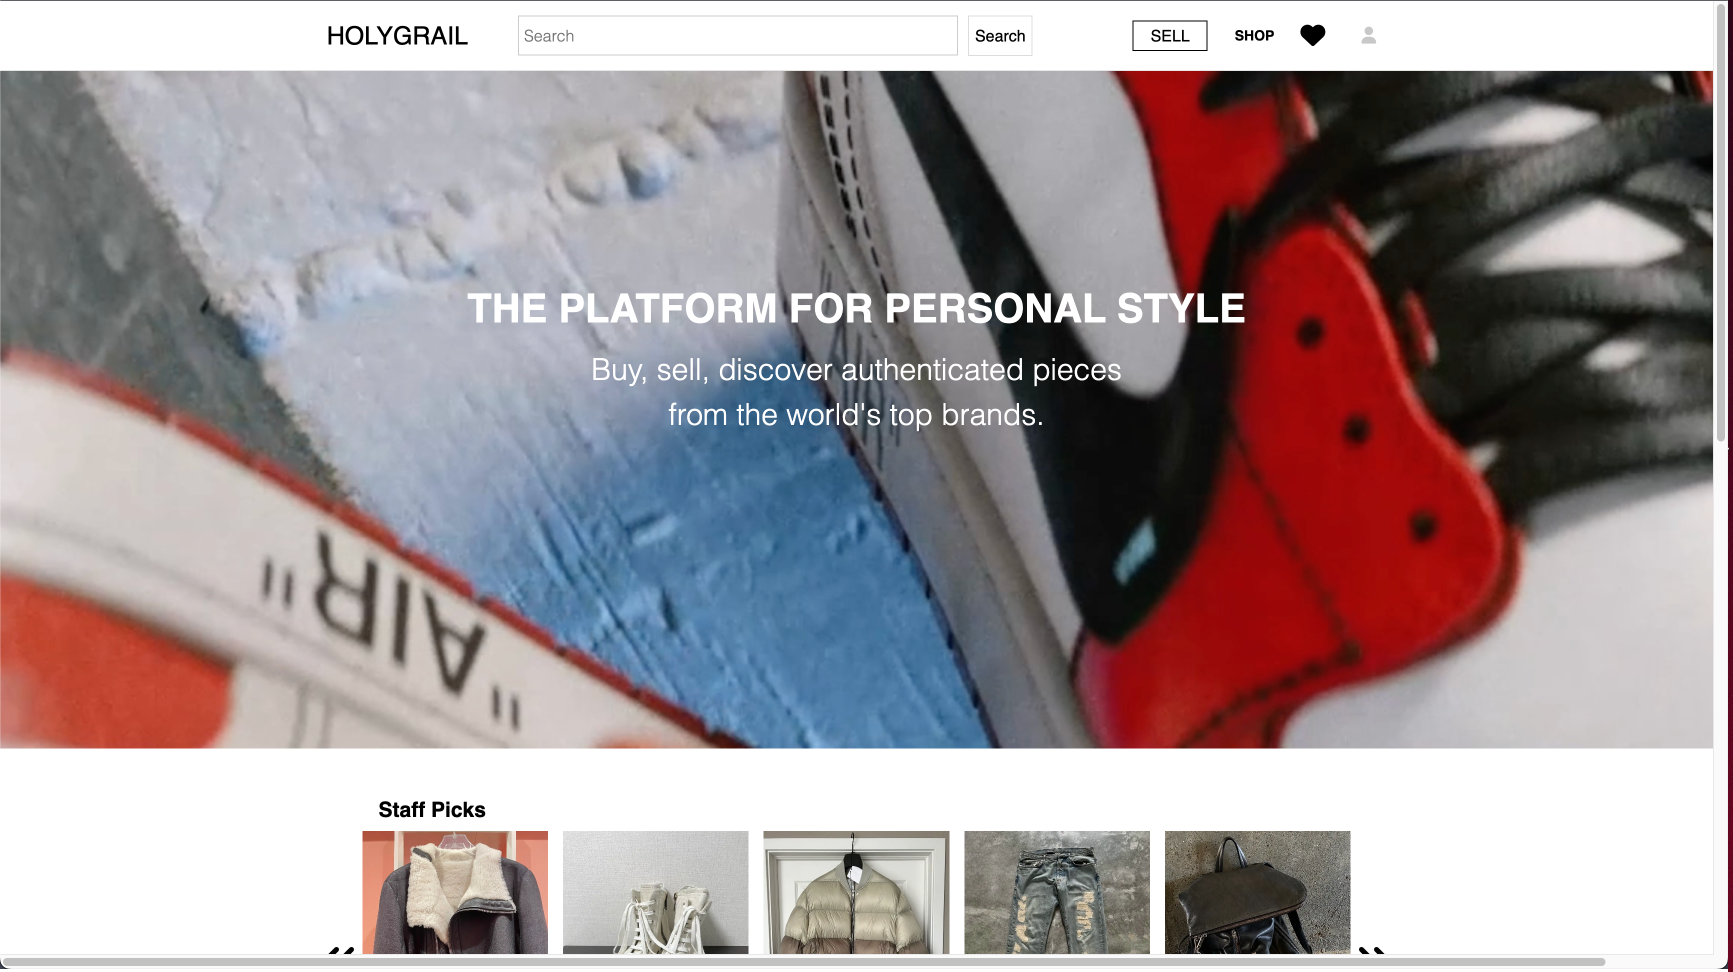 HOLYGRAIL
Search
Search
SELL
SHOP
THE PLATFORM FOR PERSONAL STYLE
Buy, sell, discover authenticated pieces
from the world's top brands.
"AIR"
Staff Picks